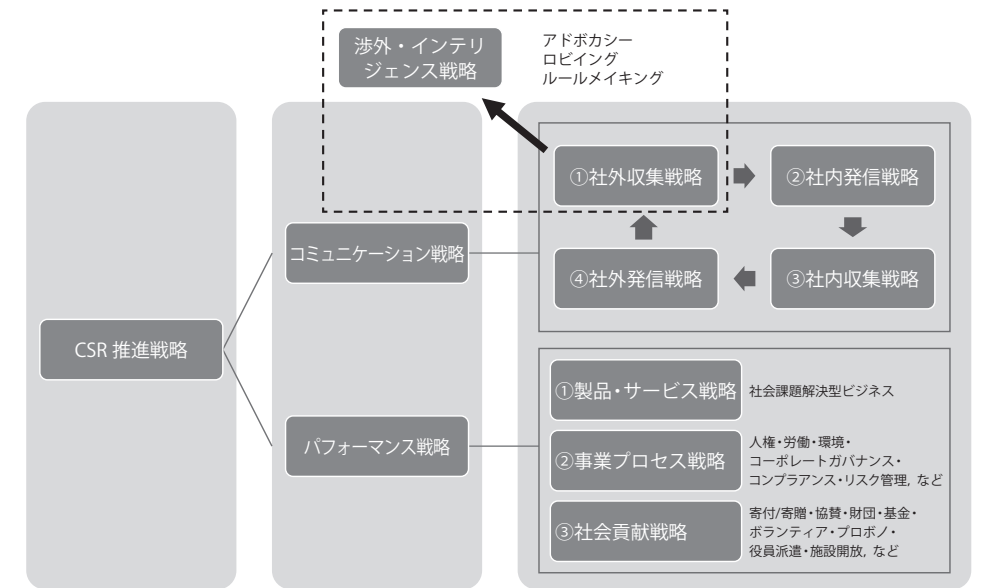 渉外・インテリ
ジェンス戦略
アドボカシー
ロビイング
ルールメイキング
①社外収集戦略
②社内発信戦略
コミュニケーション戦略
④社外発信戦略
③社内収集戦略
CSR 推進戦略
①製品・サービス戦略
社会課題解決型ビジネス
パフォーマンス戦略
②事業プロセス戦略
人権・労働・環境・
コーポレートガバナンス・
コンプラアンス・リスク管理, など
③社会貢献戦略
寄付/寄贈・協賛・財団・基金・
ボランティア・プロボノ・
役員派遣・施設開放, など